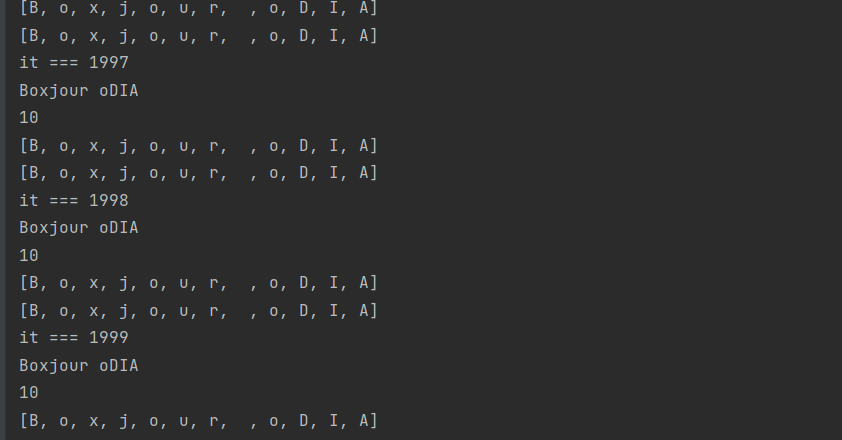 [B, o, x, j, o, u, r,  , o, D, I, A]
[B, o, x, j, o, u, r,  , o, D, I, A]
it === 1997
Boxjour oDIA
10
[B, o, x, j, o, u, r,  , o, D, I, A]
[B, o, x, j, o, u, r,  , o, D, I, A]
it === 1998
Boxjour oDIA
10
[B, o, x, j, o, u, r,  , o, D, I, A]
[B, o, x, j, o, u, r,  , o, D, I, A]
it === 1999
Boxjour oDIA
10
[B, o, x, j, o, u, r,  , o, D, I, A]